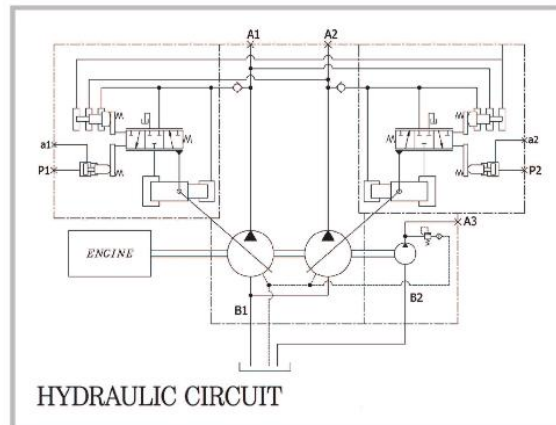 A1 A2
a1 a2
P1 P2
A3
ENGINE
B1 B2
HYDRAULIC CIRCUIT